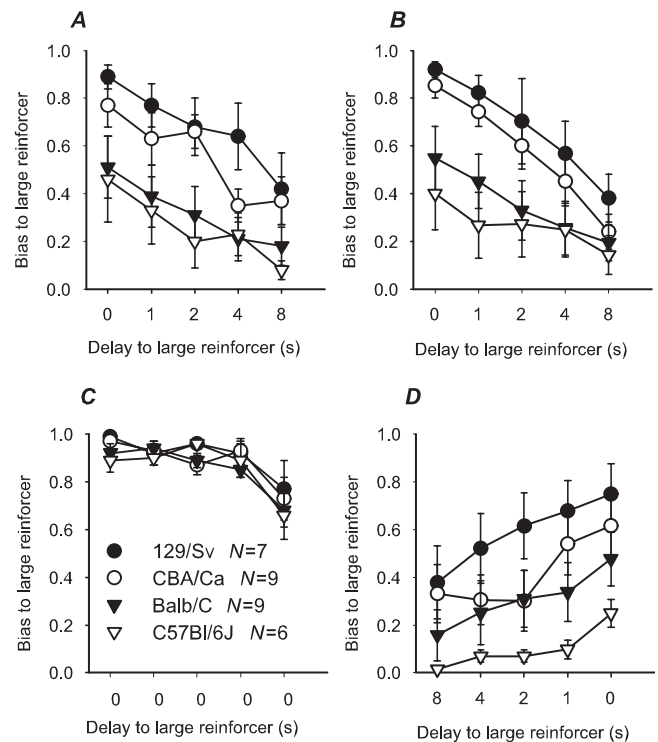 A
B
1.0
0.8
0.6
0.4
0.2
0.0
Bias to large reinforcer
0 1 2 4 8
Delay to large reinforcer (s)
1.0
0.8
0.6
0.4
0.2
0.0
Bias to large reinforcer
0 1 2 4 8
Delay to large reinforcer (s)
C
D
1.0
0.8
0.6
0.4
0.2
0.0
Bias to large reinforcer
129/Sv N=7
CBA/Ca N=9
Balb/C N=9
C57Bl/6J N=6
0 0 0 0 0
Delay to large reinforcer (s)
1.0
0.8
0.6
0.4
0.2
0.0
Bias to large reinforcer
8 4 2 1 0
Delay to large reinforcer (s)